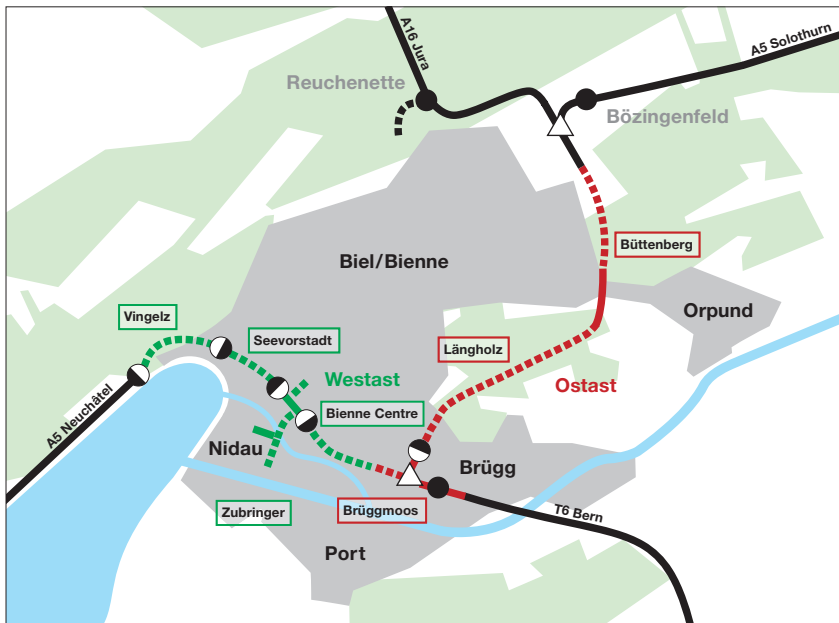 A16 Jura
A5 Solothurn
Reuchenette
Bözingenfeld
Büttenberg
Biel/Bienne
Orpund
Vingelz
Seevorstadt
Längholz
Westast
Ostast
A5 Neuchâtel
Bienne Centre
Nidau
Brügg
Zubringer
Brüggmoos
T6 Bern
Port